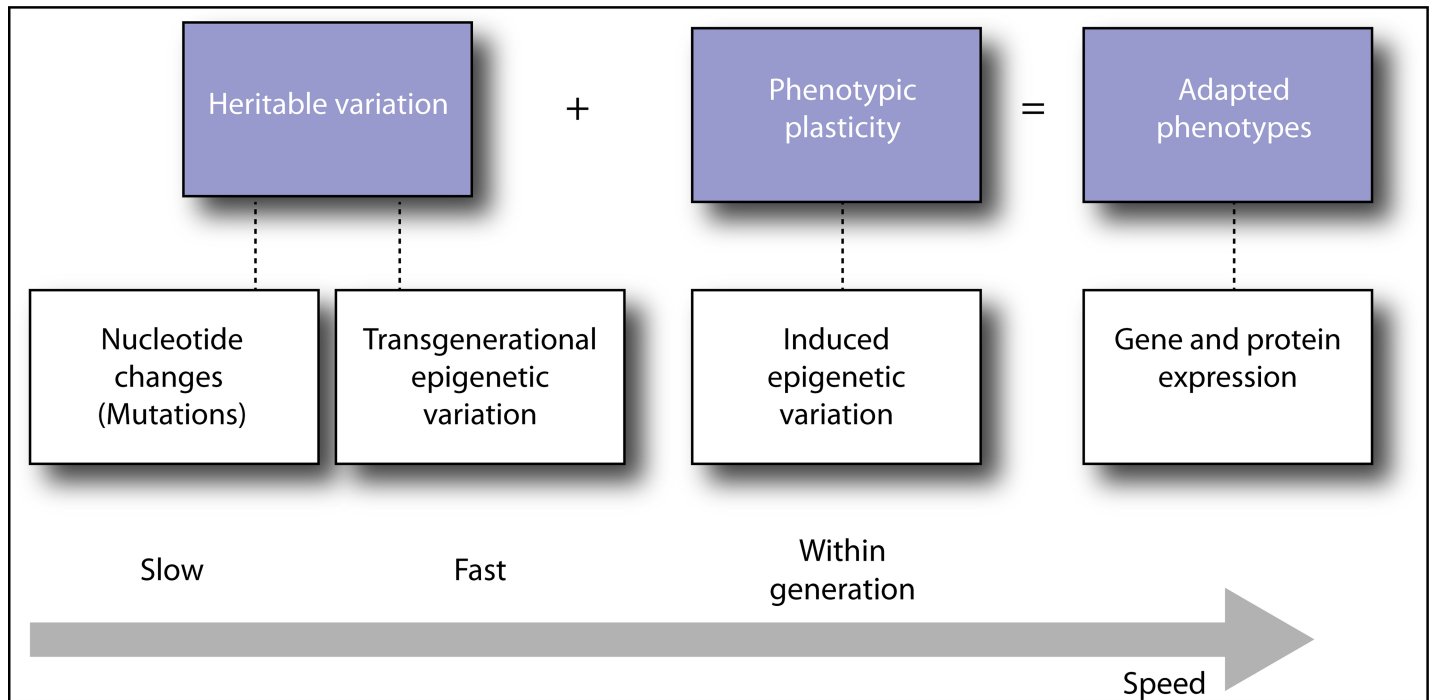 Heritable variation
+
Phenotypic
plasticity
=
Adapted
phenotypes
Nucleotide
changes
(Mutations)
Transgenerational
epigenetic
variation
Induced
epigenetic
variation
Gene and protein
expression
Slow
Fast
Within
generation
Speed